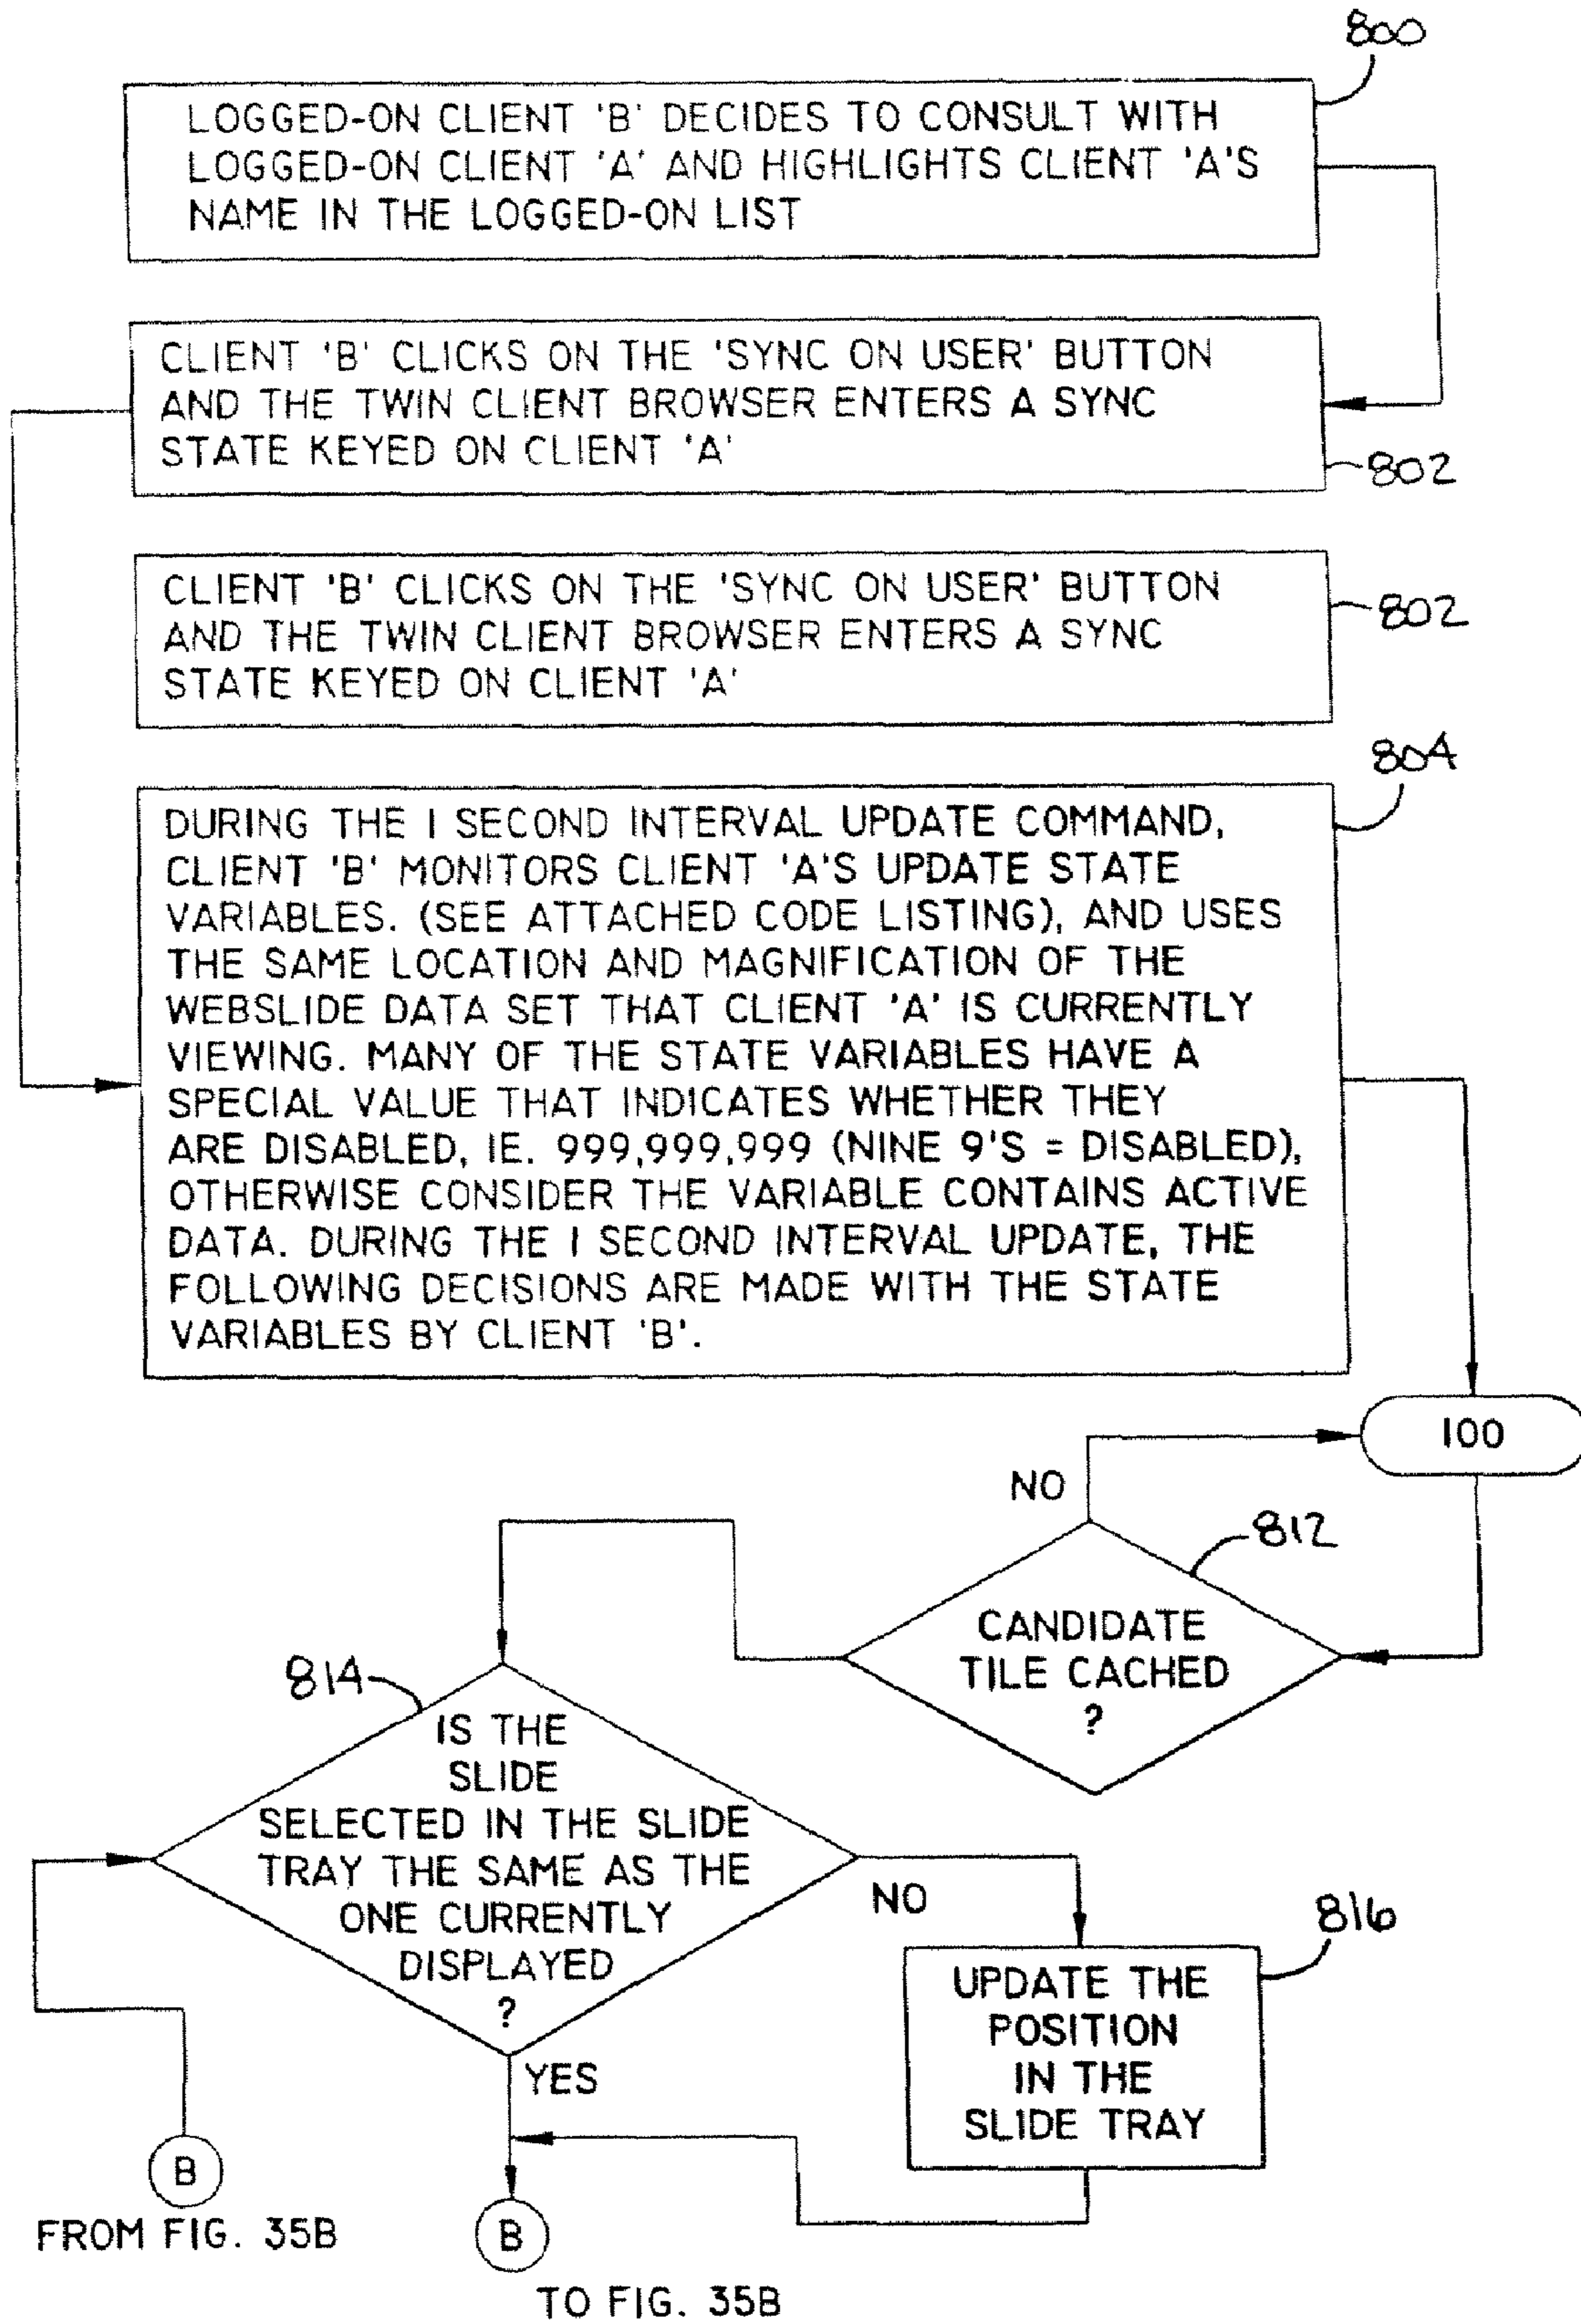 800
LOGGED-ON CLIENT 'B' DECIDES TO CONSULT WITH
LOGGED-ON CLIENT 'A' AND HIGHLIGHTS CLIENT 'A'S
NAME IN THE LOGGED-ON LIST
CLIENT 'B' CLICKS ON THE 'SYNC ON USER' BUTTON
AND THE TWIN CLIENT BROWSER ENTERS A SYNC
STATE KEYED ON CLIENT 'A'
802
CLIENT 'B' CLICKS ON THE 'SYNC ON USER' BUTTON
AND THE TWIN CLIENT BROWSER ENTERS A SYNC
STATE KEYED ON CLIENT 'A'
802
804
DURING THE 1 SECOND INTERVAL UPDATE COMMAND,
CLIENT 'B' MONITORS CLIENT 'A'S UPDATE STATE
VARIABLES. (SEE ATTACHED CODE LISTING), AND USES
THE SAME LOCATION AND MAGNIFICATION OF THE
WEBSLIDE DATA SET THAT CLIENT 'A' IS CURRENTLY
VIEWING. MANY OF THE STATE VARIABLES HAVE A
SPECIAL VALUE THAT INDICATES WHETHER THEY
ARE DISABLED, IE. 999,999,999 (NINE 9'S = DISABLED),
OTHERWISE CONSIDER THE VARIABLE CONTAINS ACTIVE
DATA. DURING THE 1 SECOND INTERVAL UPDATE, THE
FOLLOWING DECISIONS ARE MADE WITH THE STATE
VARIABLES BY CLIENT 'B'.
100
NO
812
CANDIDATE
TILE CACHED
?
814
IS THE
SLIDE
SELECTED IN THE SLIDE
TRAY THE SAME AS THE
ONE CURRENTLY
DISPLAYED
?
NO
816
UPDATE THE
POSITION
IN THE
SLIDE TRAY
YES
B
FROM FIG. 35B
B
TO FIG. 35B